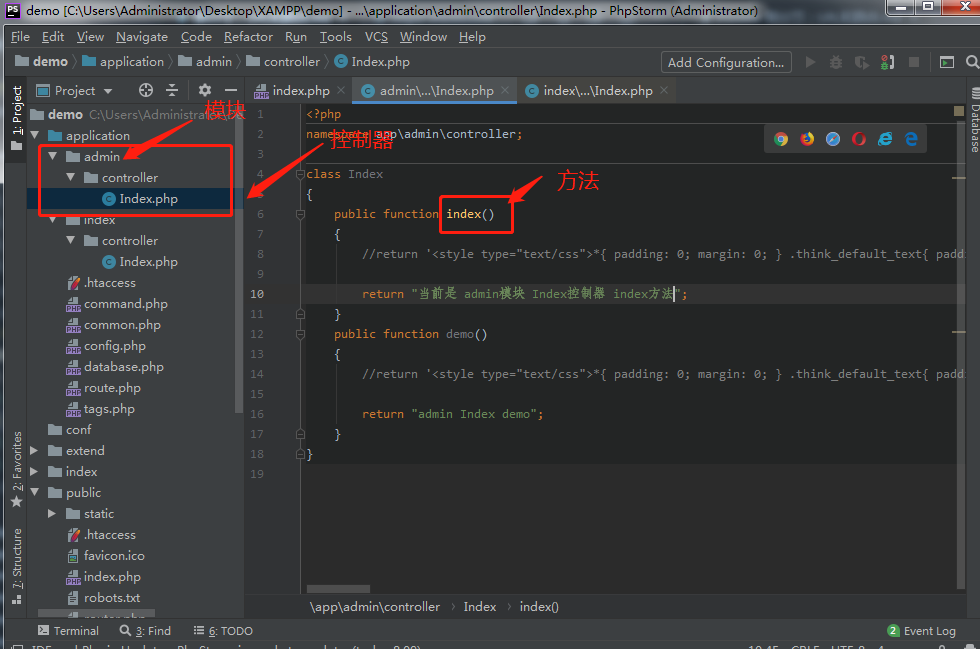 demo [C:\Users\Administrator\Desktop\XAMPP\demo] - ...\application\admin\controller\Index.php - PhpStorm (Administrator)
File Edit View Navigate Code Refactor Run Tools VCS Window Help
demo application admin controller Index.php Add Configuration...
1: Project
Project
index.php admin\...\Index.php index\...\Index.php
demo C:\Users\Administrator
模块
application
admin
控制器
controller
Index.php
index
controller
Index.php
.htaccess
command.php
common.php
config.php
database.php
route.php
tags.php
conf
extend
index
public
static
.htaccess
favicon.ico
index.php
robots.txt
router.php
2: Favorites
7: Structure
Database
方法
1 <?php
2 namespace app\admin\controller;
3
4 class Index
{
6 public function index()
7 {
8 //return '<style type="text/css">*{ padding: 0; margin: 0; } .think_default_text{ padd
9
10 return "当前是 admin模块 Index控制器 index方法";
11 }
12 public function demo()
13 {
14 //return '<style type="text/css">*{ padding: 0; margin: 0; } .think_default_text{ padd
15
16 return "admin Index demo";
17 }
18 }
19
\app\admin\controller Index index()
Terminal 3: Find 6: TODO 2 Event Log